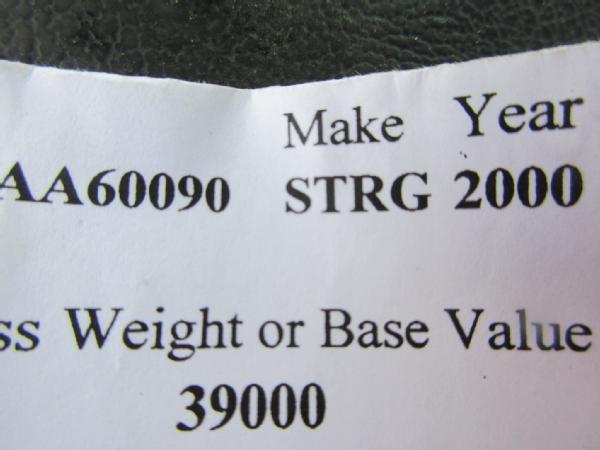 Make Year
AA60090 STRG 2000
ss Weight or Base Value
39000